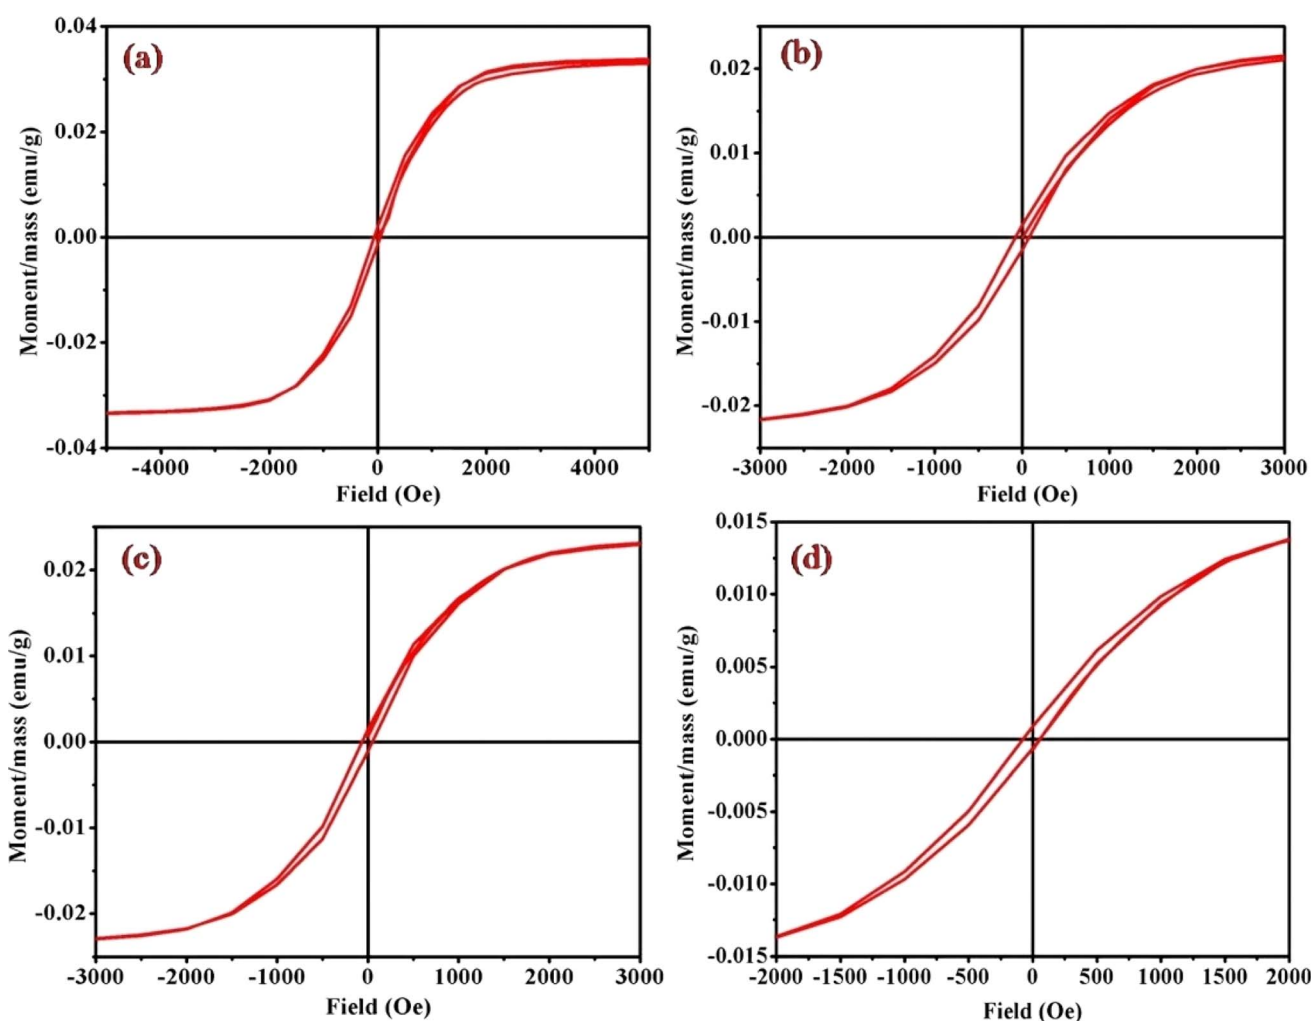 (a)
0.04
0.02
0.00
-0.02
-0.04
Moment/mass (emu/g)
-4000 -2000 0 2000 4000
Field (Oe)
(b)
0.02
0.01
0.00
-0.01
-0.02
Moment/mass (emu/g)
-3000 -2000 -1000 0 1000 2000 3000
Field (Oe)
(c)
0.02
0.01
0.00
-0.01
-0.02
Moment/mass (emu/g)
-3000 -2000 -1000 0 1000 2000 3000
Field (Oe)
(d)
0.015
0.010
0.005
0.000
-0.005
-0.010
-0.015
Moment/mass (emu/g)
-2000 -1500 -1000 -500 0 500 1000 1500 2000
Field (Oe)